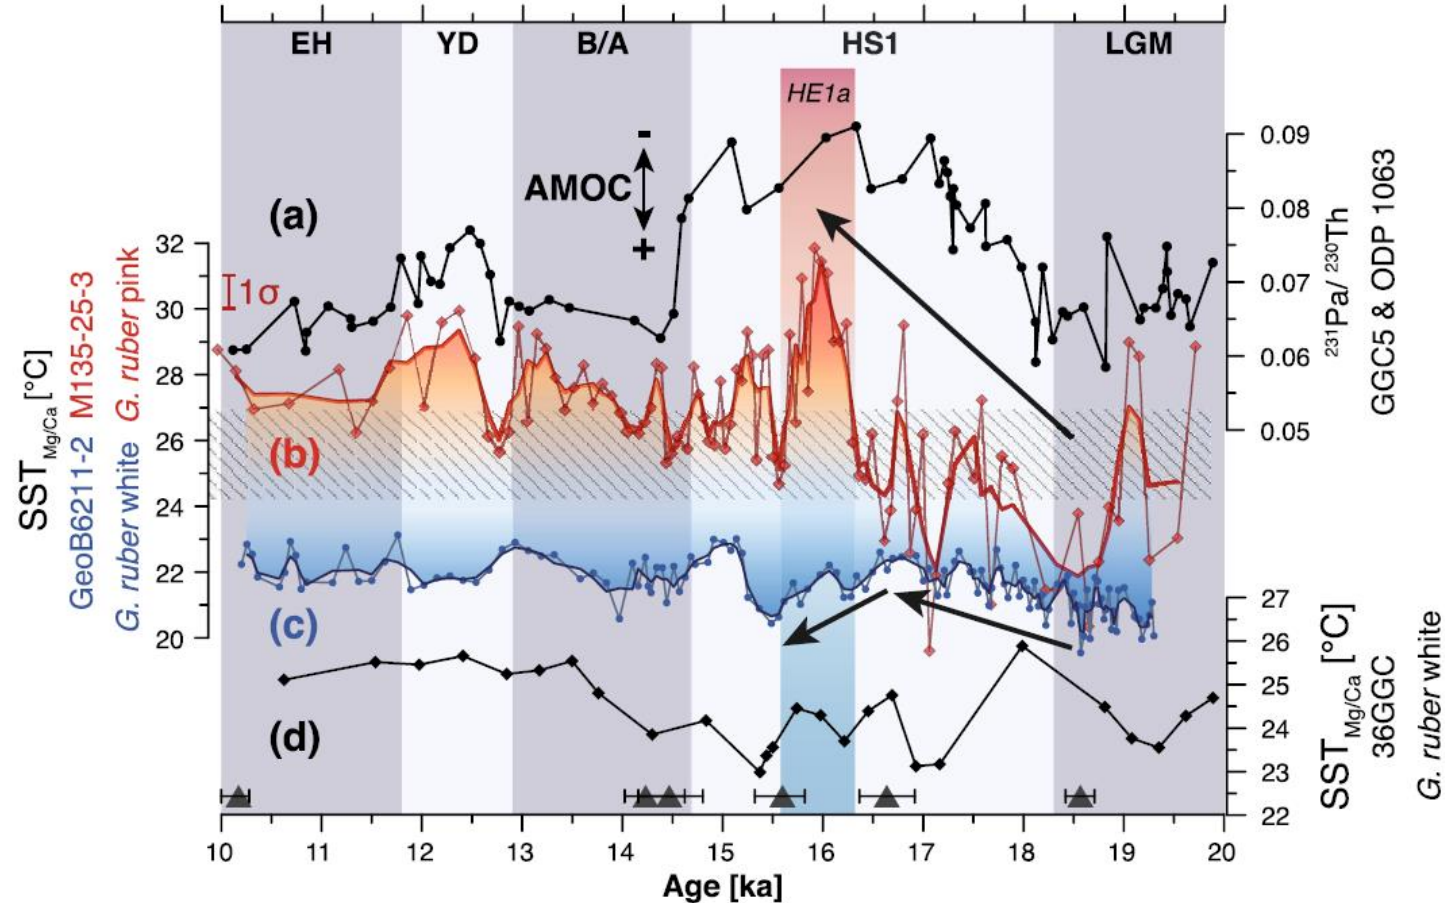 EH YD B/A HS1 LGM
HE1a
-
AMOC
+
(a)
0.09
0.08
0.07
0.06
0.05
231Pa/ 230Th
GGC5 & ODP 1063
32
30
28
26
24
22
20
1σ
SSTMg/Ca [°C]
GeoB6211-2 M135-25-3
G. ruber white G. ruber pink
(b)
(c)
(d)
27
26
25
24
23
22
SSTMg/Ca [°C]
36GGC
G. ruber white
10 11 12 13 14 15 16 17 18 19 20
Age [ka]